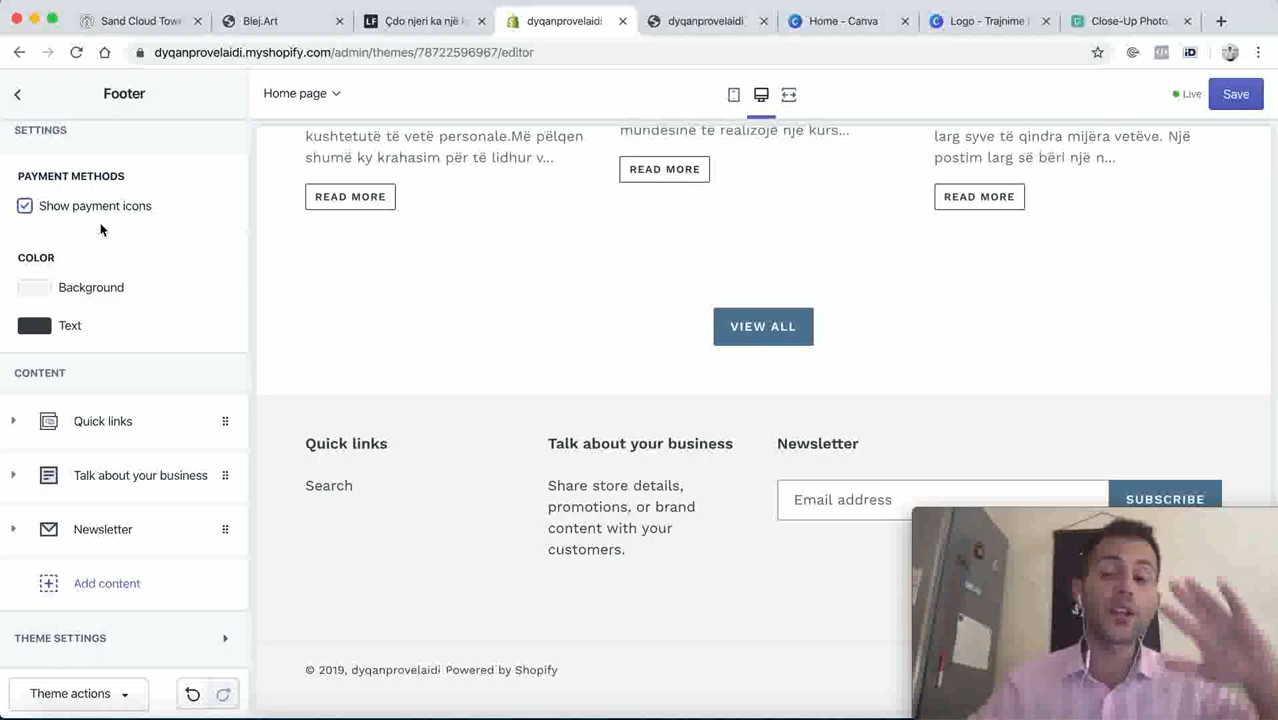 Sand Cloud Tow
Blej.Art
Çdo njeri ka një k
dyqanprovelaidi
dyqanprovelaidi
Home - Canva
Logo - Trajnime
Close-Up Photo
dyqanprovelaidi.myshopify.com/admin/themes/78722596967/editor
Footer
Home page
Live
Save
SETTINGS
PAYMENT METHODS
Show payment icons
COLOR
Background
Text
CONTENT
Quick links
Talk about your business
Newsletter
Add content
THEME SETTINGS
Theme actions
kushtetutë të vetë personale.Më pëlqen
shumë ky krahasim për të lidhur v...
READ MORE
mundësinë të realizojë një kurs...
READ MORE
larg syve të qindra mijëra vetëve. Një
postim larg së bëri një n...
READ MORE
VIEW ALL
Quick links
Search
Talk about your business
Share store details,
promotions, or brand
content with your
customers.
Newsletter
Email address
SUBSCRIBE
© 2019, dyqanprovelaidi Powered by Shopify